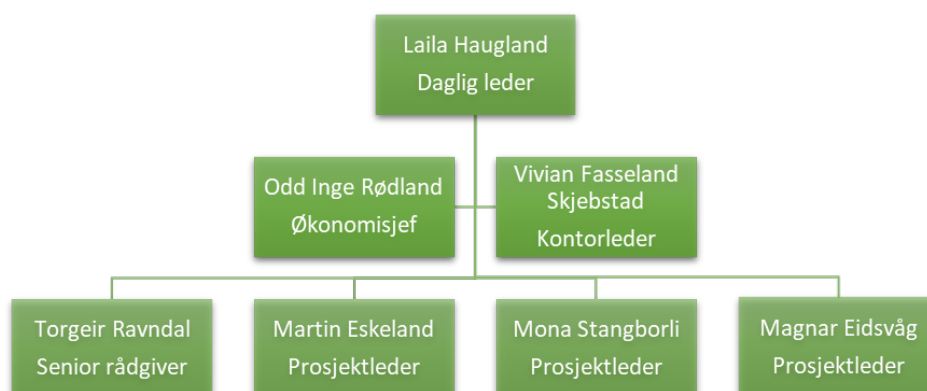 Laila Haugland
Daglig leder
Odd Inge Rødland
Økonomisjef
Vivian Fasseland
Skjebstad
Kontorleder
Torgeir Ravndal
Senior rådgiver
Martin Eskeland
Prosjektleder
Mona Stangborli
Prosjektleder
Magnar Eidsvåg
Prosjektleder